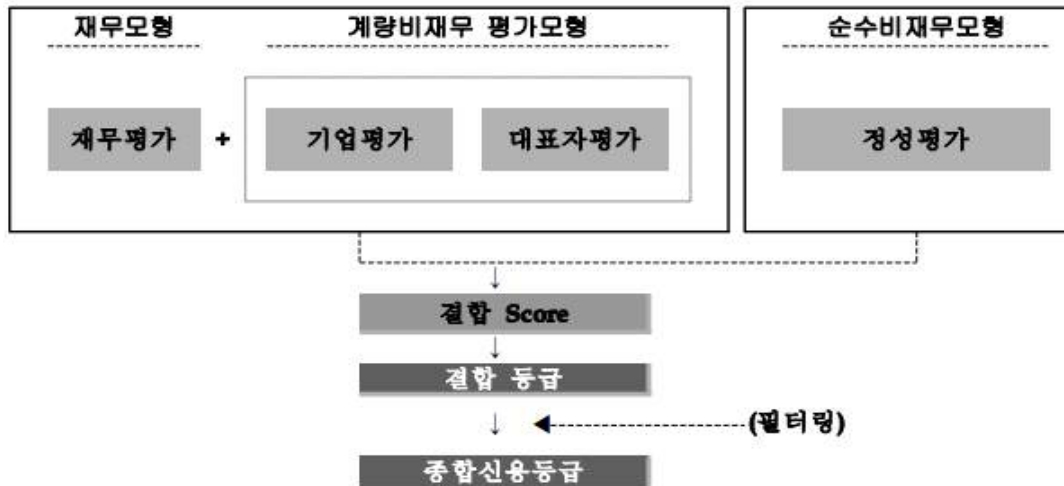 재무모형 계량비재무 평가모형 순수비재무모형
재무평가 + 기업평가 대표자평가 정성평가
↓
결합 Score
↓
결합 등급
↓ ◀ (필터링)
종합신용등급